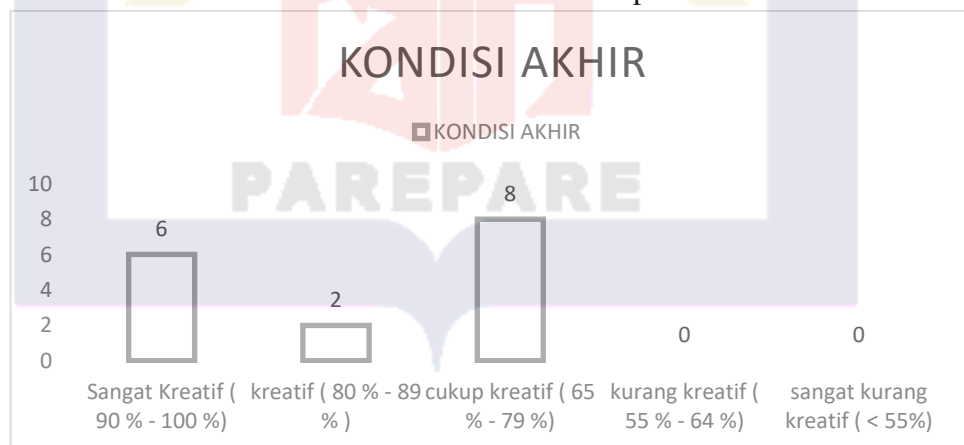 KONDISI AKHIR
KONDISI AKHIR
PAREPARE
10
8
6
4
2
0
6
2
8
0
0
Sangat Kreatif (
90 % - 100 %)
kreatif ( 80 % - 89
% )
cukup kreatif ( 65
% - 79 %)
kurang kreatif (
55 % - 64 %)
sangat kurang
kreatif ( < 55%)